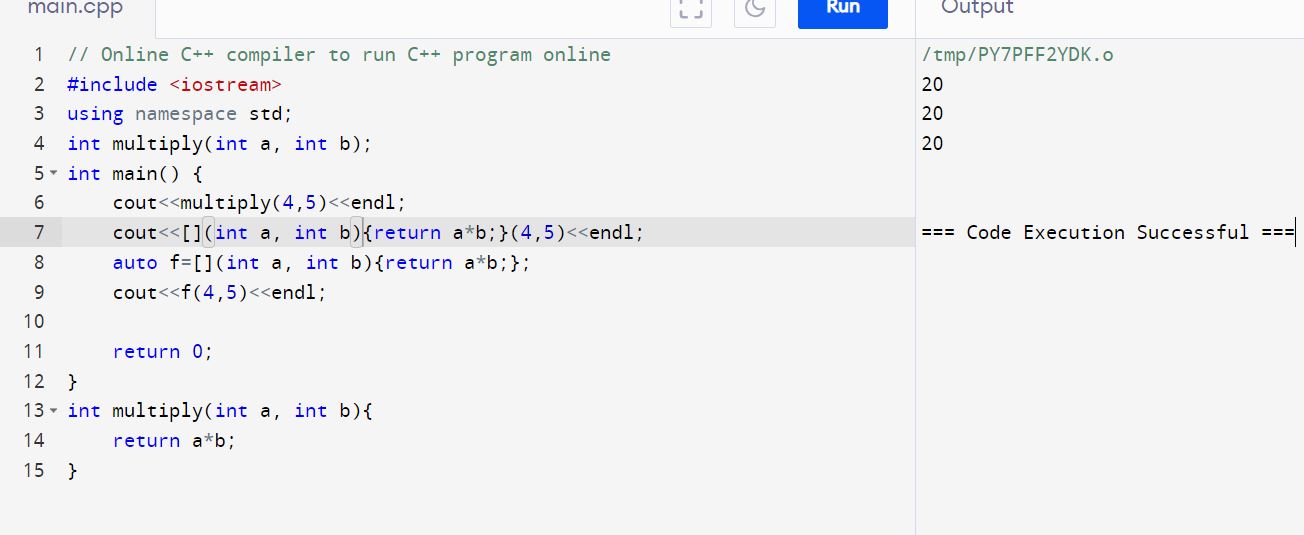 main.cpp
Run
Output
1 // Online C++ compiler to run C++ program online
2 #include <iostream>
3 using namespace std;
4 int multiply(int a, int b);
5 int main() {
6     cout<<multiply(4,5)<<endl;
7     cout<<[](int a, int b){return a*b;}(4,5)<<endl;
8     auto f=[](int a, int b){return a*b;};
9     cout<<f(4,5)<<endl;
10
11     return 0;
12 }
13 int multiply(int a, int b){
14     return a*b;
15 }
/tmp/PY7PFF2YDK.o
20
20
20
=== Code Execution Successful ===